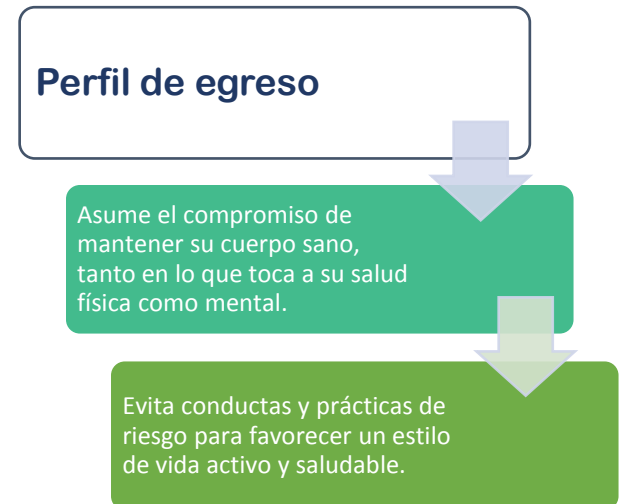 Perfil de egreso
Asume el compromiso de
mantener su cuerpo sano,
tanto en lo que toca a su salud
física como mental.
Evita conductas y prácticas de
riesgo para favorecer un estilo
de vida activo y saludable.